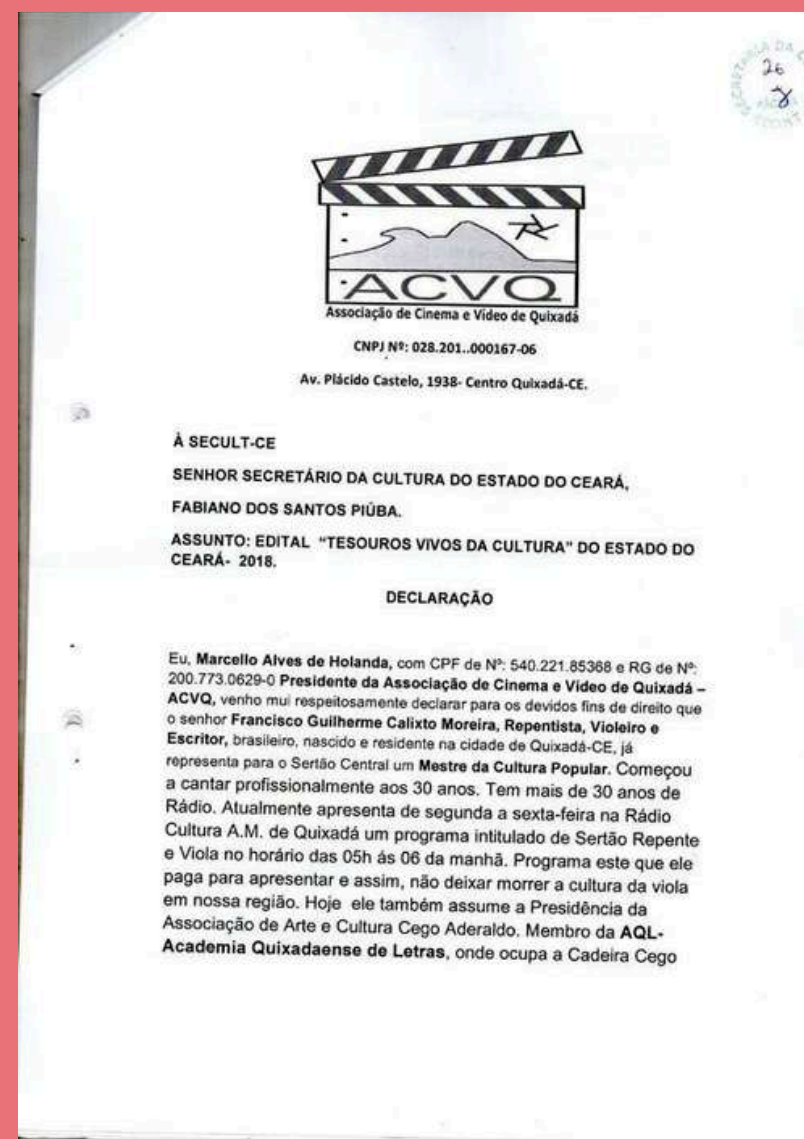 26
ACVQ
Associação de Cinema e Vídeo de Quixadá
CNPJ Nº: 028.201..000167-06
Av. Plácido Castelo, 1938- Centro Quixadá-CE.
À SECULT-CE
SENHOR SECRETÁRIO DA CULTURA DO ESTADO DO CEARÁ,
FABIANO DOS SANTOS PIÚBA.
ASSUNTO: EDITAL "TESOUROS VIVOS DA CULTURA" DO ESTADO DO
CEARÁ- 2018.
DECLARAÇÃO
Eu, Marcello Alves de Holanda, com CPF de Nº: 540.221.85368 e RG de Nº:
200.773.0629-0 Presidente da Associação de Cinema e Vídeo de Quixadá –
ACVQ, venho mui respeitosamente declarar para os devidos fins de direito que
o senhor Francisco Guilherme Calixto Moreira, Repentista, Violeiro e
Escritor, brasileiro, nascido e residente na cidade de Quixadá-CE, já
representa para o Sertão Central um Mestre da Cultura Popular. Começou
a cantar profissionalmente aos 30 anos. Tem mais de 30 anos de
Rádio. Atualmente apresenta de segunda a sexta-feira na Rádio
Cultura A.M. de Quixadá um programa intitulado de Sertão Repente
e Viola no horário das 05h ás 06 da manhã. Programa este que ele
paga para apresentar e assim, não deixar morrer a cultura da viola
em nossa região. Hoje ele também assume a Presidência da
Associação de Arte e Cultura Cego Aderaldo. Membro da AQL-
Academia Quixadaense de Letras, onde ocupa a Cadeira Cego